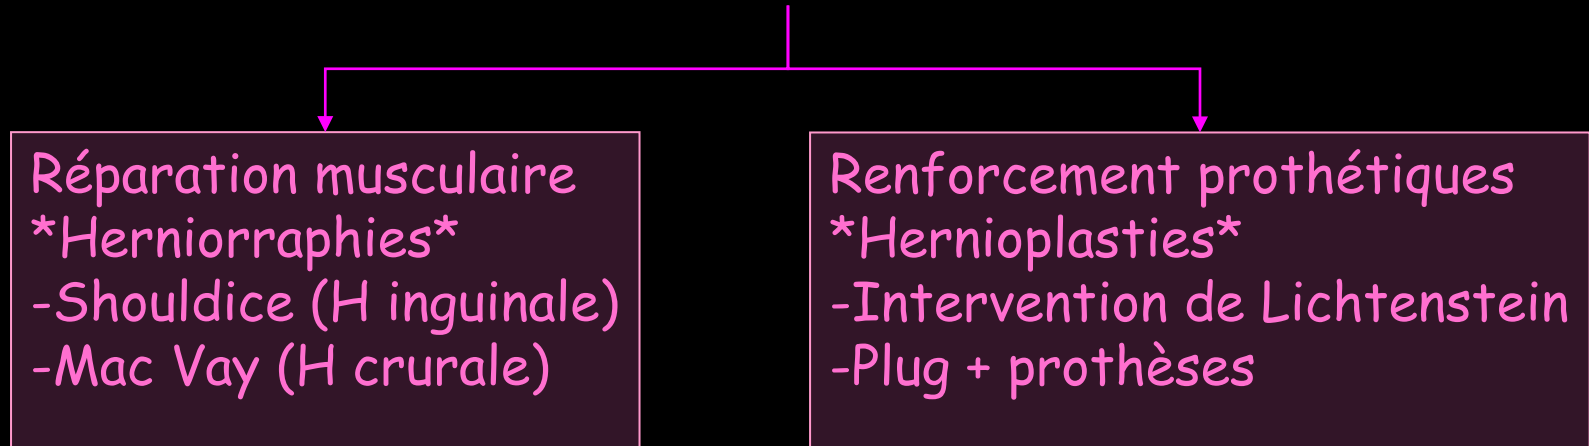 Réparation musculaire
*Herniorraphies*
-Shouldice (H inguinale)
-Mac Vay (H crurale)
Renforcement prothétiques
*Hernioplasties*
-Intervention de Lichtenstein
-Plug + prothèses